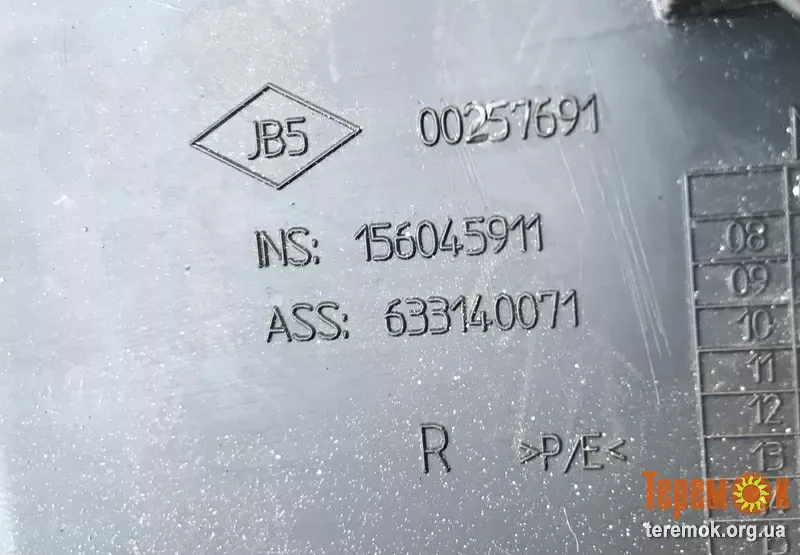 JB5 00257691
INS: 156045911
ASS: 633140071
R >P/E<
08
09
10
11
12
13
Теремок
teremok.org.ua